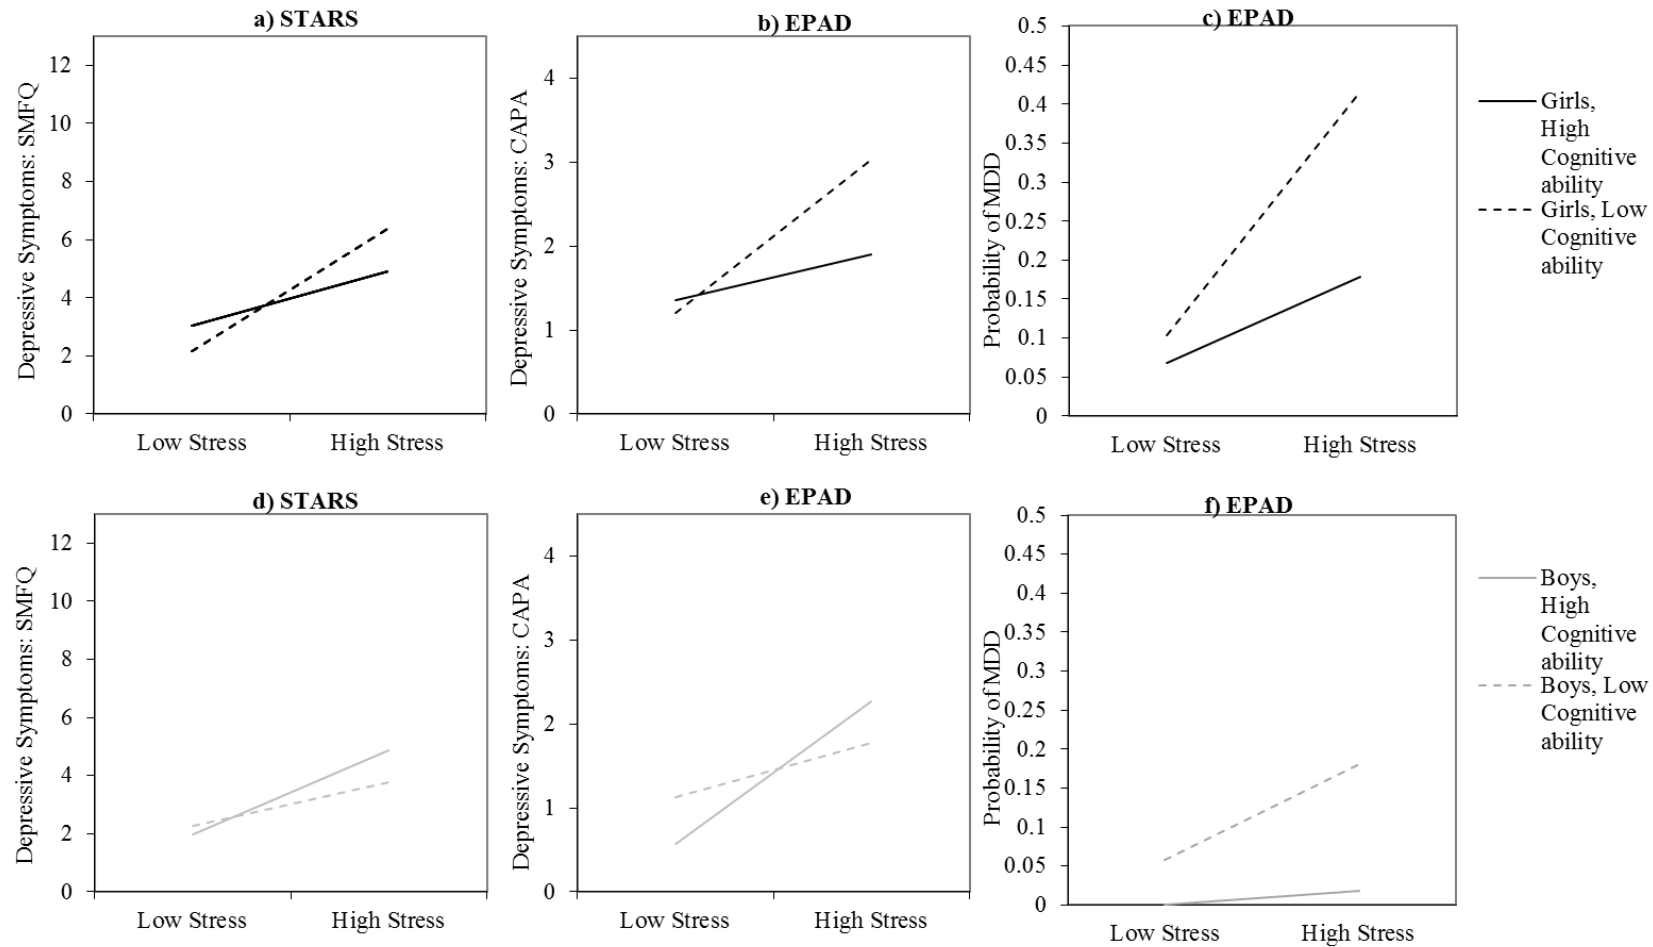 a) STARS
Depressive Symptoms: SMFQ
12
10
8
6
4
2
0
Low Stress
High Stress
b) EPAD
Depressive Symptoms: CAPA
4
3
2
1
0
Low Stress
High Stress
c) EPAD
Probability of MDD
0.5
0.45
0.4
0.35
0.3
0.25
0.2
0.15
0.1
0.05
0
Low Stress
High Stress
Girls,
High
Cognitive
ability
Girls, Low
Cognitive
ability
d) STARS
Depressive Symptoms: SMFQ
12
10
8
6
4
2
0
Low Stress
High Stress
e) EPAD
Depressive Symptoms: CAPA
4
3
2
1
0
Low Stress
High Stress
f) EPAD
Probability of MDD
0.5
0.45
0.4
0.35
0.3
0.25
0.2
0.15
0.1
0.05
0
Low Stress
High Stress
Boys,
High
Cognitive
ability
Boys, Low
Cognitive
ability